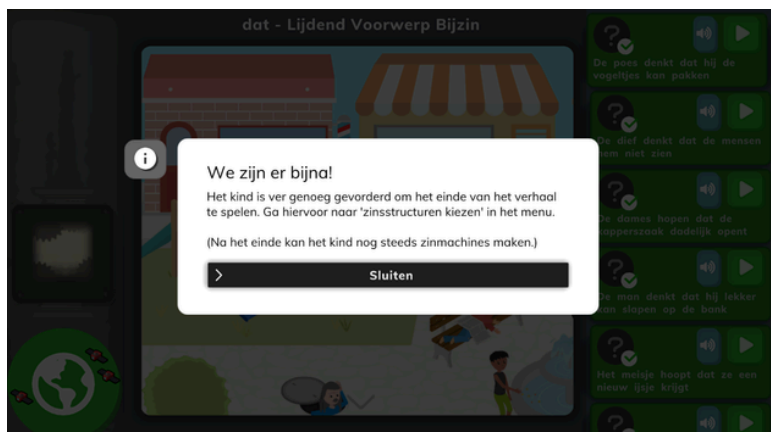 dat - Lijdend Voorwerp Bijzin
De poes denkt dat hij de
vogeltjes kan pakken
De dief denkt dat de mensen
hem niet zien
De dames hopen dat de
kapperszaak dadelijk opent
De man denkt dat hij lekker
kan slapen op de bank
Het meisje hoopt dat ze een
nieuw ijsje krijgt
We zijn er bijna!
Het kind is ver genoeg gevorderd om het einde van het verhaal
te spelen. Ga hiervoor naar 'zinsstructuren kiezen' in het menu.
(Na het einde kan het kind nog steeds zinmachines maken.)
Sluiten